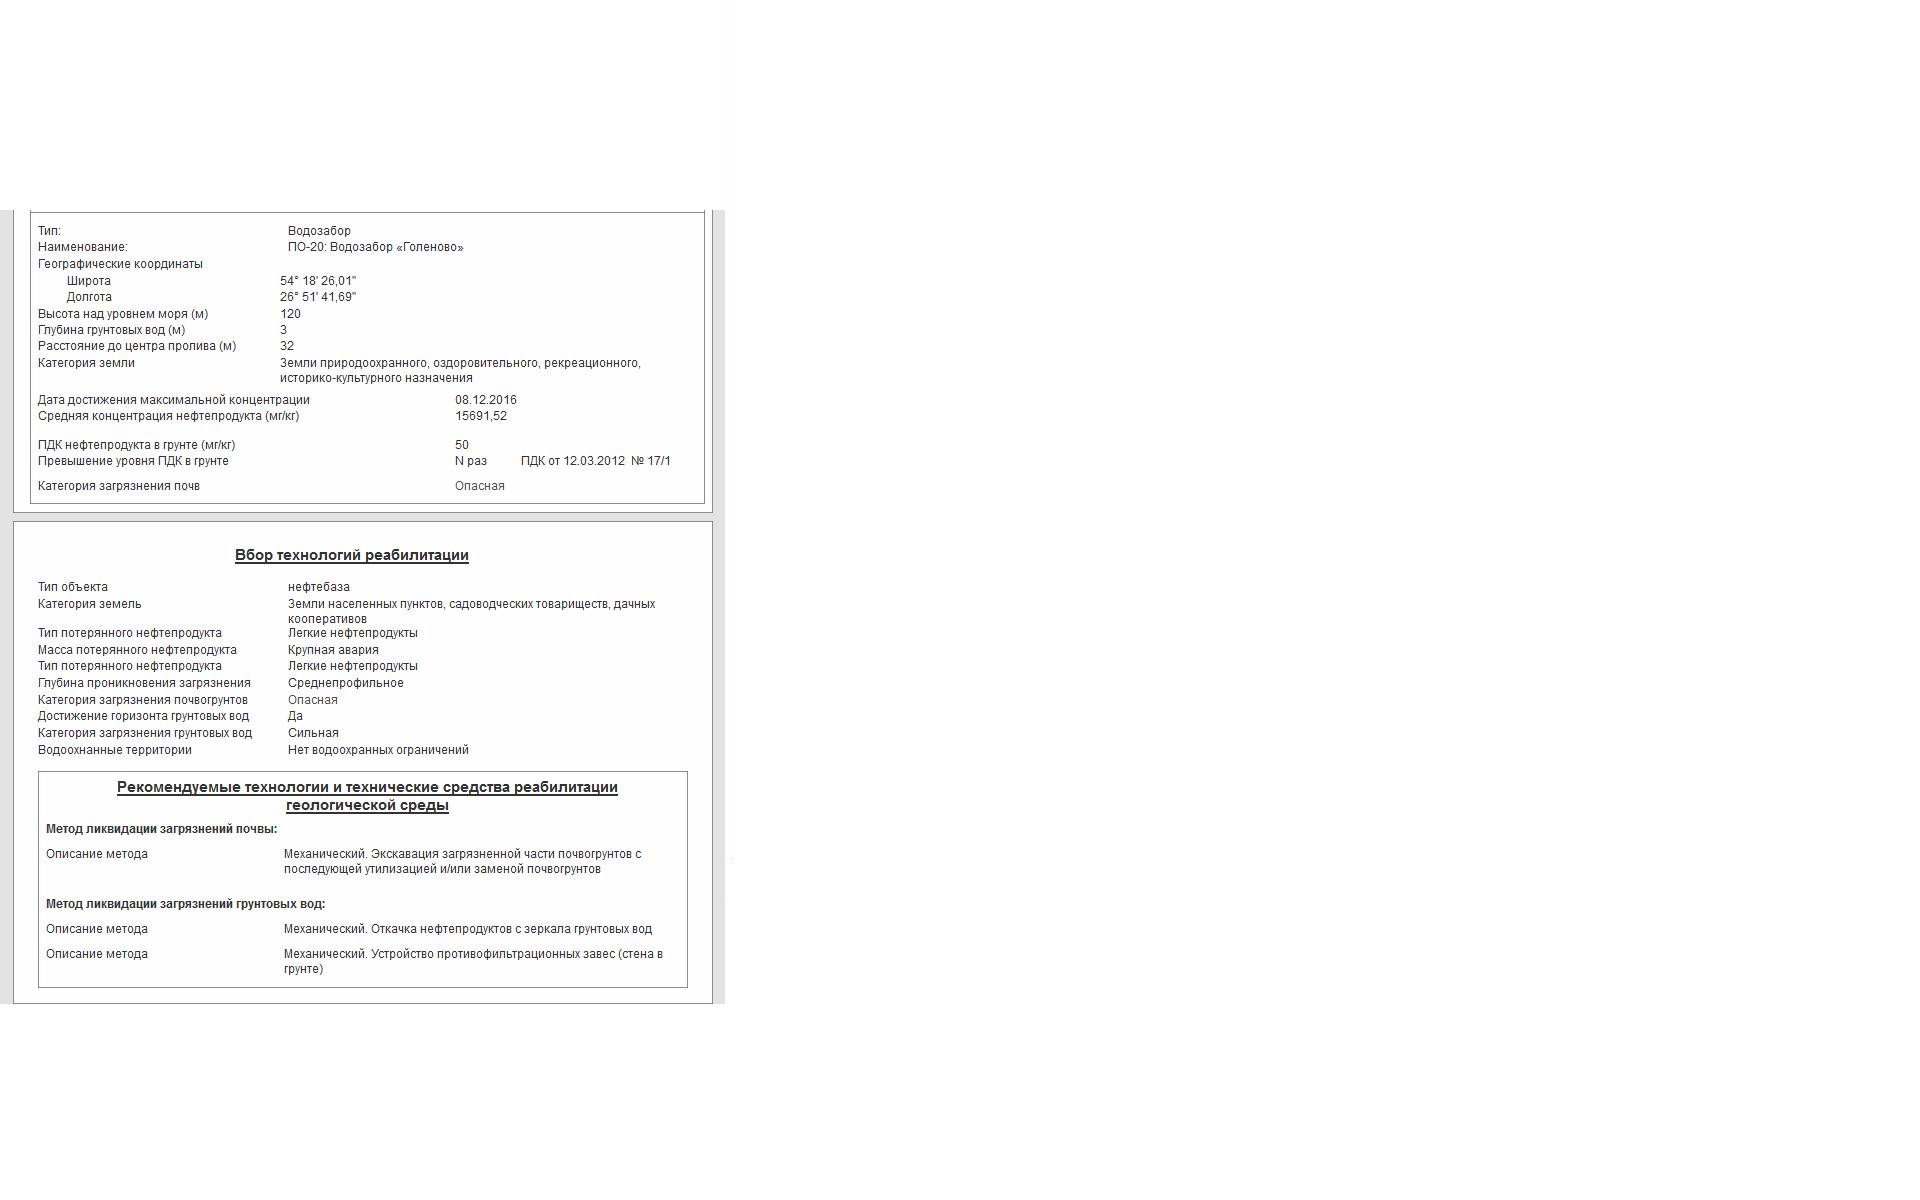 Тип: Водозабор
Наименование: ПО-20: Водозабор «Голеново»
Географические координаты
Широта 54° 18' 26,01"
Долгота 26° 51' 41,69"
Высота над уровнем моря (м) 120
Глубина грунтовых вод (м) 3
Расстояние до центра пролива (м) 32
Категория земли Земли природоохранного, оздоровительного, рекреационного,
историко-культурного назначения
Дата достижения максимальной концентрации 08.12.2016
Средняя концентрация нефтепродукта (мг/кг) 15691,52
ПДК нефтепродукта в грунте (мг/кг) 50
Превышение уровня ПДК в грунте N раз ПДК от 12.03.2012 № 17/1
Категория загрязнения почв Опасная
Вбор технологий реабилитации
Тип объекта нефтебаза
Категория земель Земли населенных пунктов, садоводческих товариществ, дачных
кооперативов
Тип потерянного нефтепродукта Легкие нефтепродукты
Масса потерянного нефтепродукта Крупная авария
Тип потерянного нефтепродукта Легкие нефтепродукты
Глубина проникновения загрязнения Среднепрофильное
Категория загрязнения почвогрунтов Опасная
Достижение горизонта грунтовых вод Да
Категория загрязнения грунтовых вод Сильная
Водоохнанные территории Нет водоохранных ограничений
Рекомендуемые технологии и технические средства реабилитации
геологической среды
Метод ликвидации загрязнений почвы:
Описание метода Механический. Экскавация загрязненной части почвогрунтов с
последующей утилизацией и/или заменой почвогрунтов
Метод ликвидации загрязнений грунтовых вод:
Описание метода Механический. Откачка нефтепродуктов с зеркала грунтовых вод
Описание метода Механический. Устройство противофильтрационных завес (стена в
грунте)